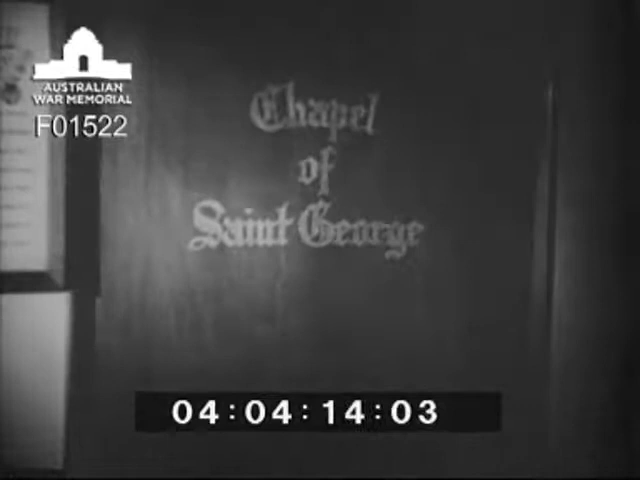 AUSTRALIAN
WAR MEMORIAL
F01522
Chapel
of
Saint George
04:04:14:03